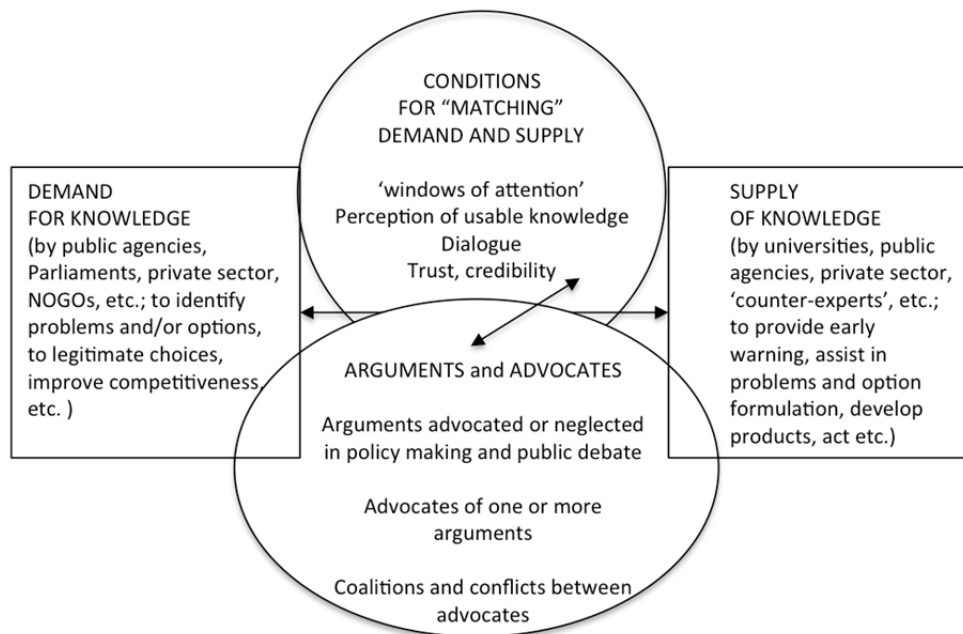 CONDITIONS
FOR “MATCHING”
DEMAND AND SUPPLY
‘windows of attention’
Perception of usable knowledge
Dialogue
Trust, credibility
DEMAND
FOR KNOWLEDGE
(by public agencies,
Parliaments, private sector,
NOGOs, etc.; to identify
problems and/or options,
to legitimate choices,
improve competitiveness,
etc. )
SUPPLY
OF KNOWLEDGE
(by universities, public
agencies, private sector,
‘counter-experts’, etc.;
to provide early
warning, assist in
problems and option
formulation, develop
products, act etc.)
ARGUMENTS and ADVOCATES
Arguments advocated or neglected
in policy making and public debate
Advocates of one or more
arguments
Coalitions and conflicts between
advocates